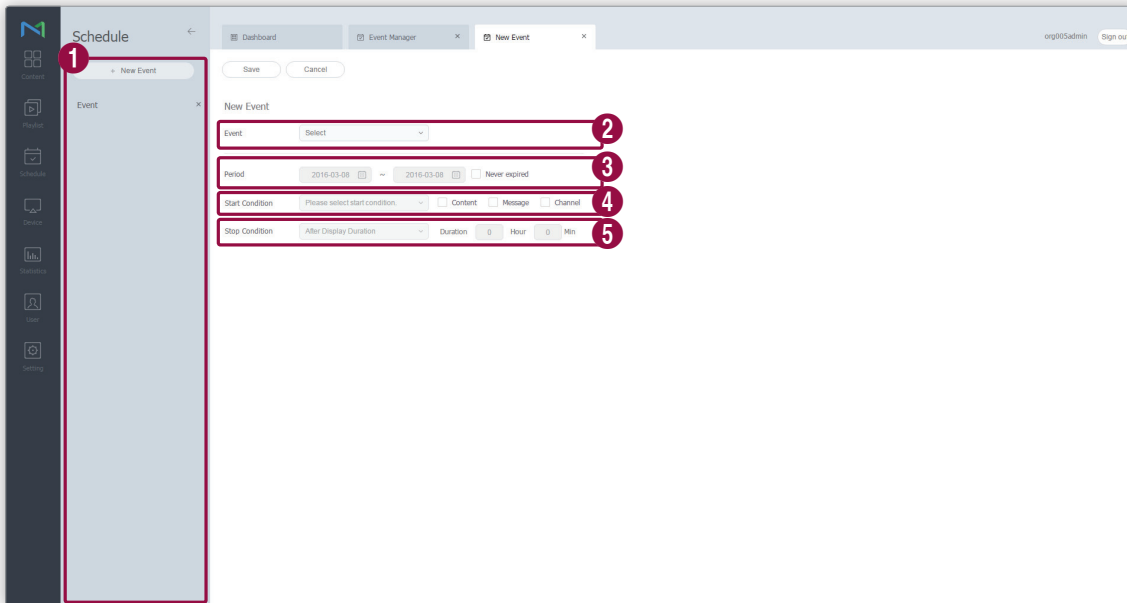 Schedule
←
Dashboard
Event Manager ×
New Event ×
org005admin
Sign out
1
+ New Event
Event ×
Content
Playlist
Schedule
Device
Statistics
User
Setting
Save
Cancel
New Event
Event Select 2
Period 2016-03-08 ~ 2016-03-08 Never expired 3
Start Condition Please select start condition. Content Message Channel 4
Stop Condition After Display Duration Duration 0 Hour 0 Min 5